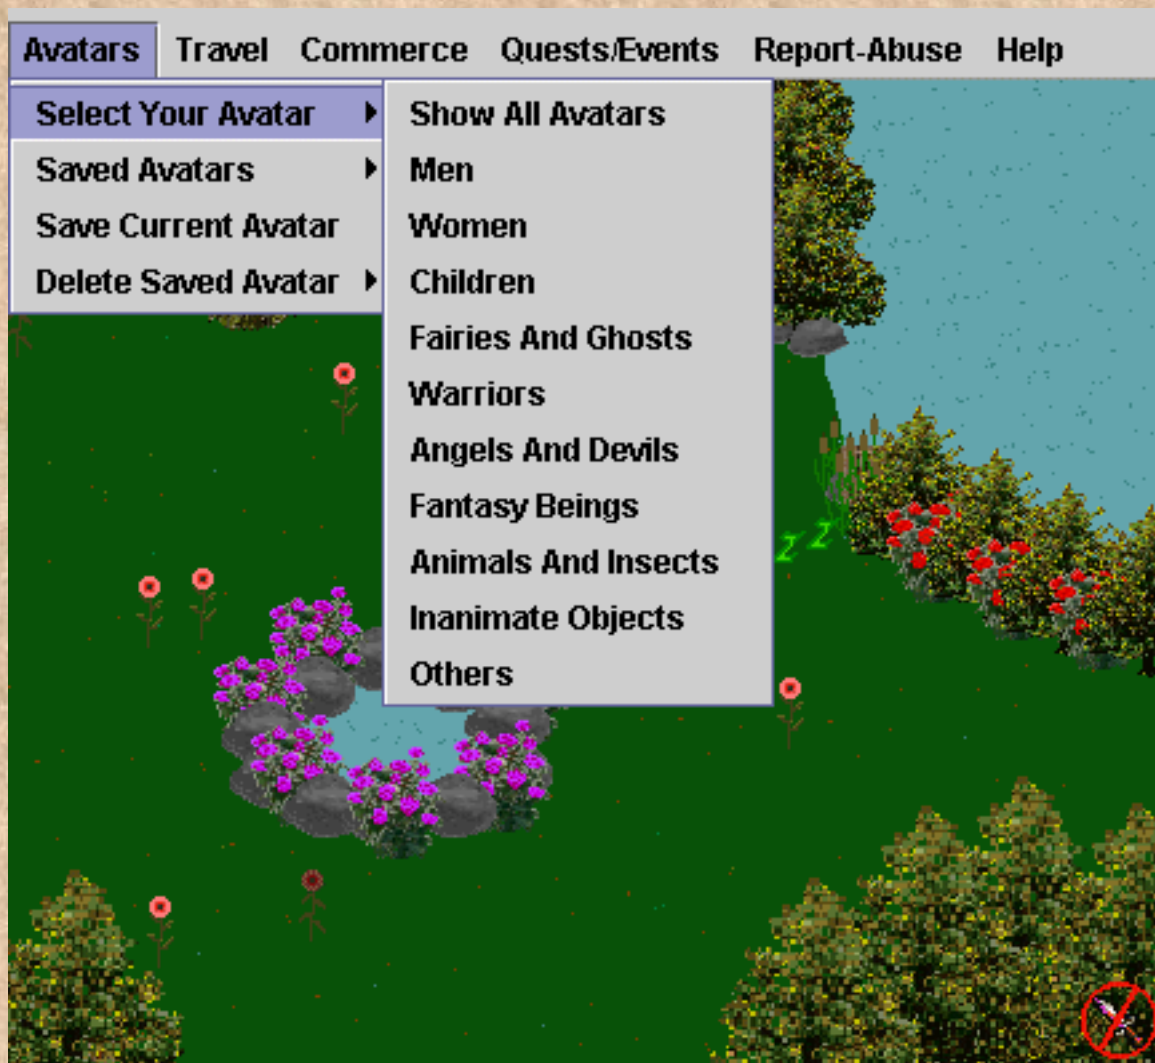 Avatars Travel Commerce Quests/Events Report-Abuse Help
Select Your Avatar
Saved Avatars
Save Current Avatar
Delete Saved Avatar
Show All Avatars
Men
Women
Children
Fairies And Ghosts
Warriors
Angels And Devils
Fantasy Beings
Animals And Insects
Inanimate Objects
Others
z z